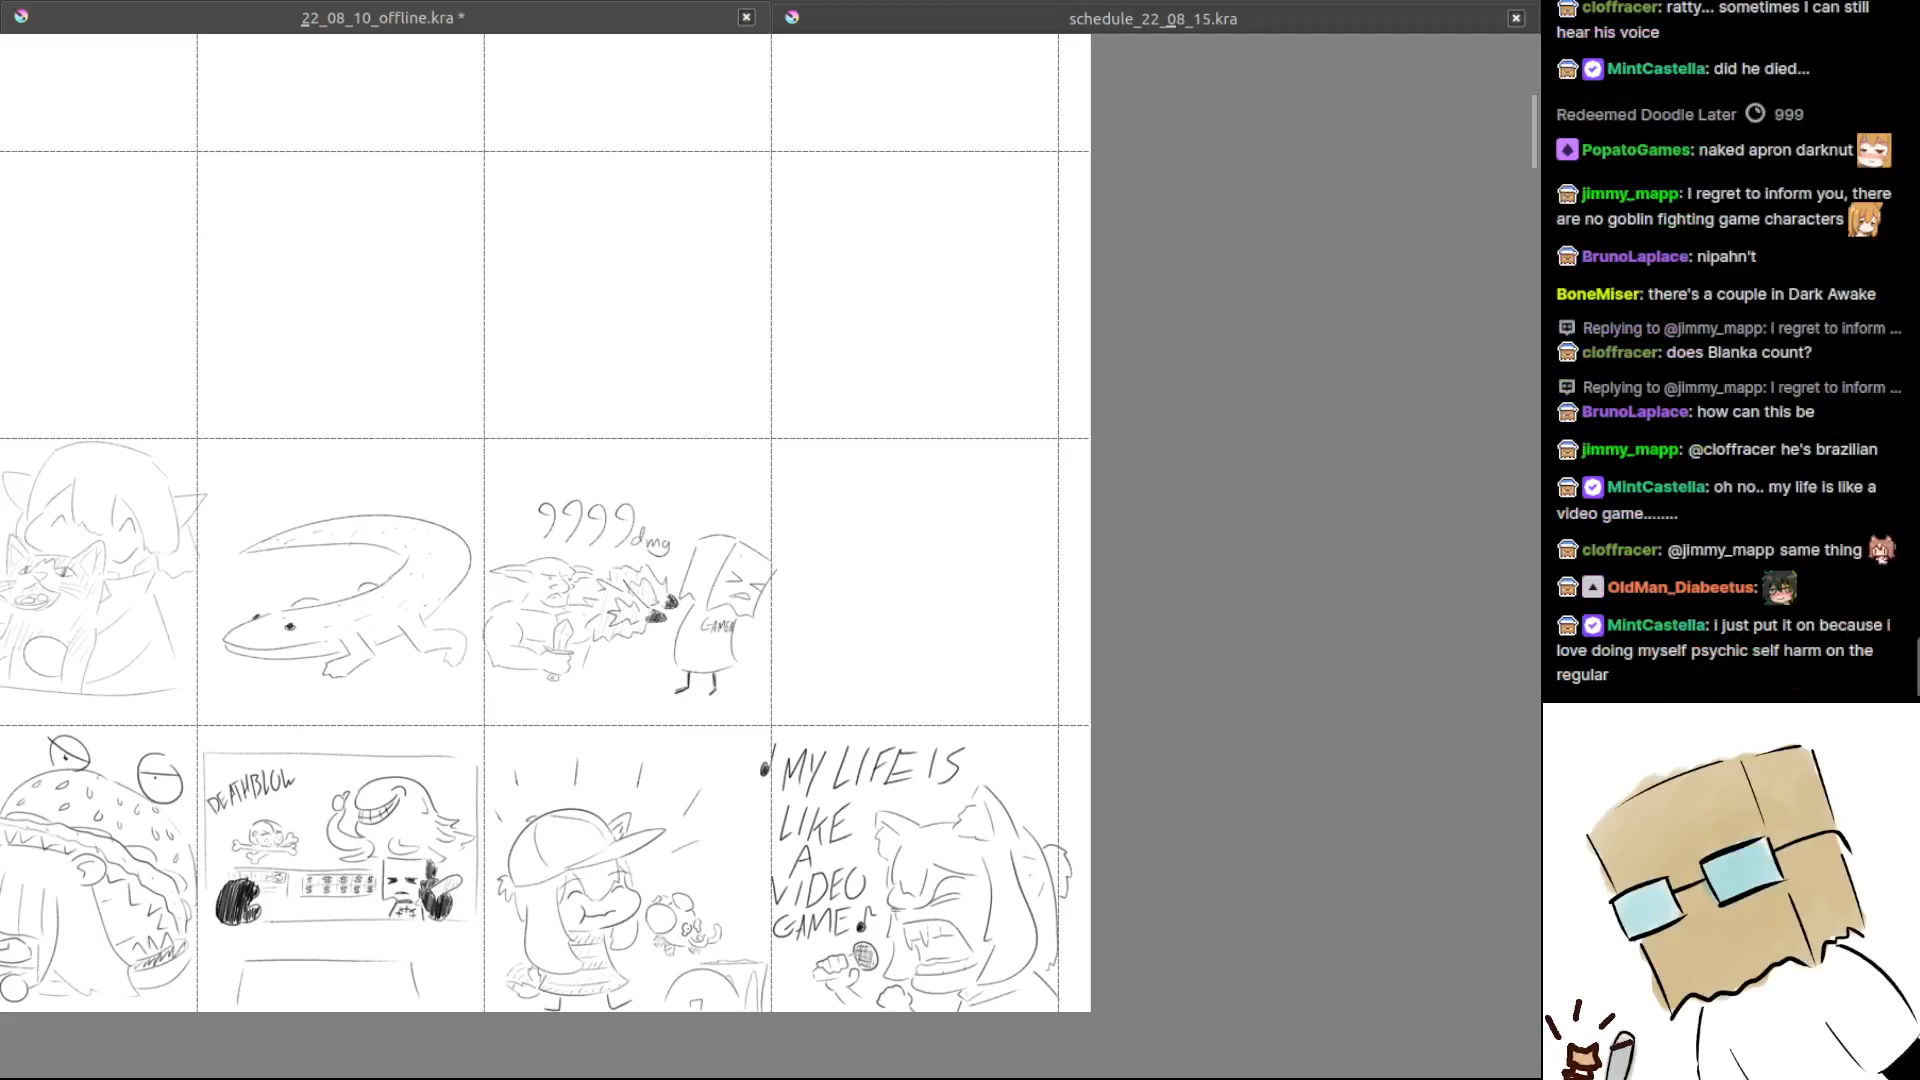 22_08_10_offline.kra *
schedule_22_08_15.kra
9999dmg
GAMER
DEATHBLOW
MY LIFE IS
LIKE
A
VIDEO
GAME
cloffracer: ratty... sometimes I can still
hear his voice
MintCastella: did he died...
Redeemed Doodle Later 999
PopatoGames: naked apron darknut
jimmy_mapp: I regret to inform you, there
are no goblin fighting game characters
BrunoLaplace: nipahn't
BoneMiser: there's a couple in Dark Awake
Replying to @jimmy_mapp: I regret to inform ...
cloffracer: does Blanka count?
Replying to @jimmy_mapp: I regret to inform ...
BrunoLaplace: how can this be
jimmy_mapp: @cloffracer he's brazilian
MintCastella: oh no.. my life is like a
video game........
cloffracer: @jimmy_mapp same thing
OldMan_Diabeetus:
MintCastella: i just put it on because i
love doing myself psychic self harm on the
regular